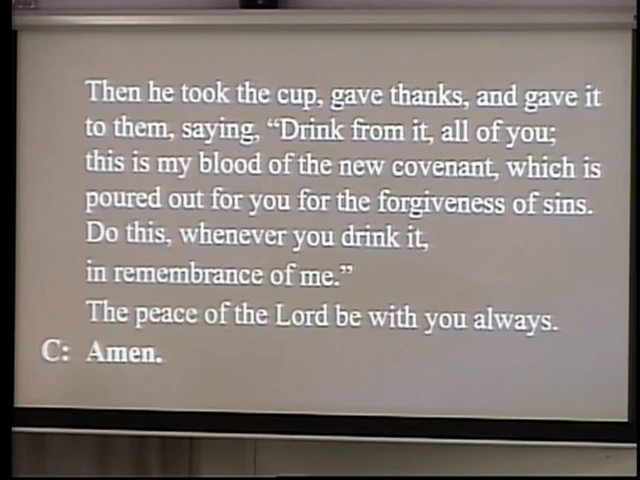 Then he took the cup, gave thanks, and gave it
to them, saying, “Drink from it, all of you;
this is my blood of the new covenant, which is
poured out for you for the forgiveness of sins.
Do this, whenever you drink it,
in remembrance of me.”
The peace of the Lord be with you always.
C: Amen.